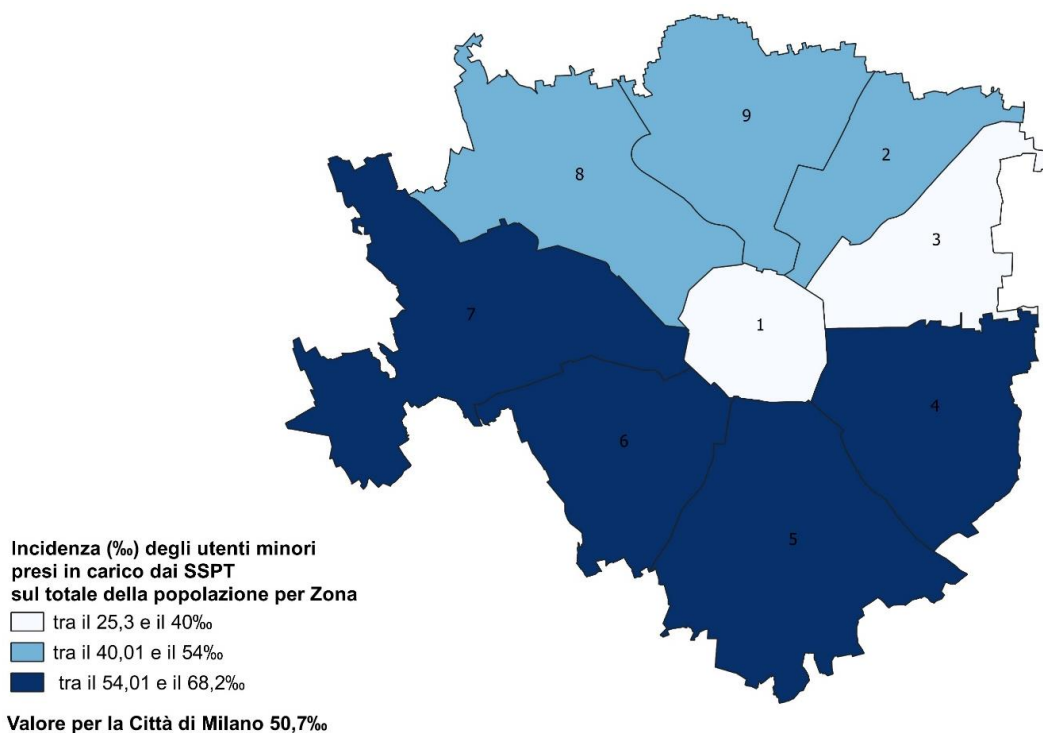 9
2
8
3
7
1
4
6
5
Incidenza (‰) degli utenti minori
presi in carico dai SSPT
sul totale della popolazione per Zona
tra il 25,3 e il 40‰
tra il 40,01 e il 54‰
tra il 54,01 e il 68,2‰
Valore per la Città di Milano 50,7‰